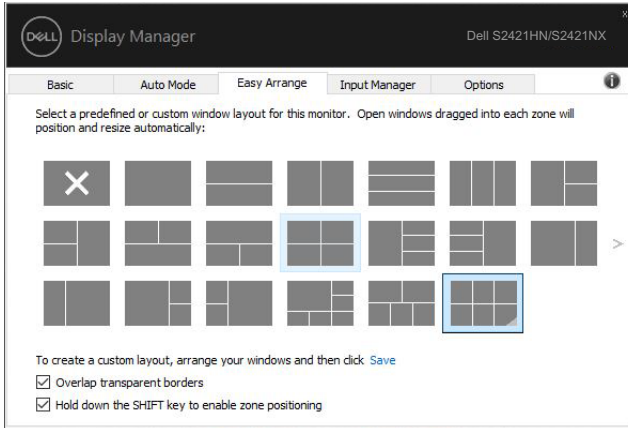 DELL Display Manager
Dell S2421HN/S2421NX
Basic Auto Mode Easy Arrange Input Manager Options
Select a predefined or custom window layout for this monitor. Open windows dragged into each zone will
position and resize automatically:
To create a custom layout, arrange your windows and then click Save
Overlap transparent borders
Hold down the SHIFT key to enable zone positioning